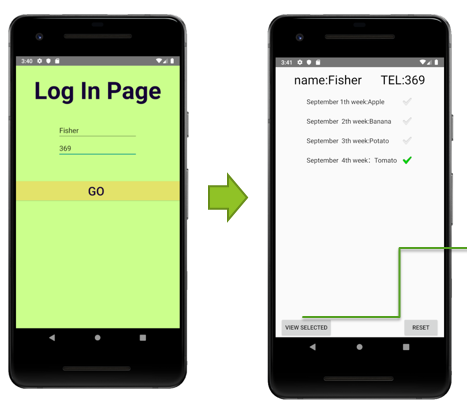 3:40
Log In Page
Fisher
369
GO
3:41
name:Fisher TEL:369
September 1th week:Apple
September 2th week:Banana
September 3th week:Potato
September 4th week: Tomato
VIEW SELECTED RESET